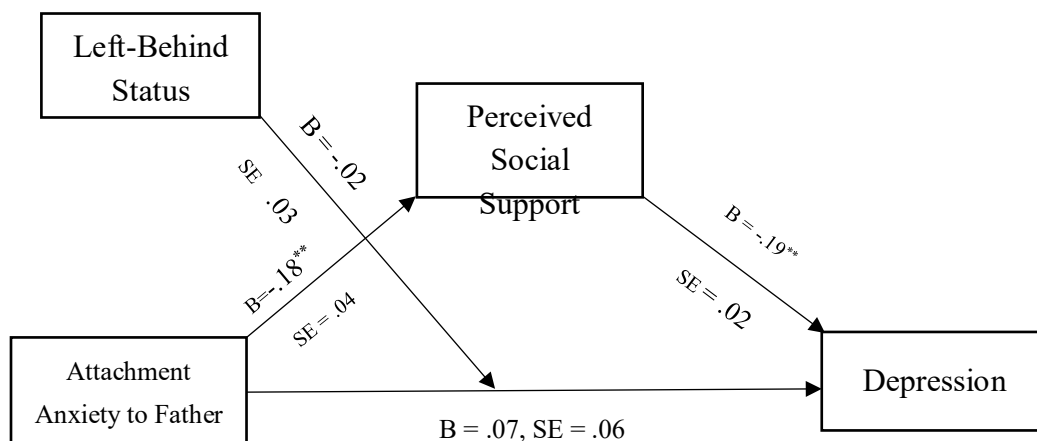 Left-Behind
Status
Perceived
Social
Support
B = -.02
SE .03
B=-.18**
SE = .04
B = -.19**
SE = .02
Attachment
Anxiety to Father
Depression
B = .07, SE = .06